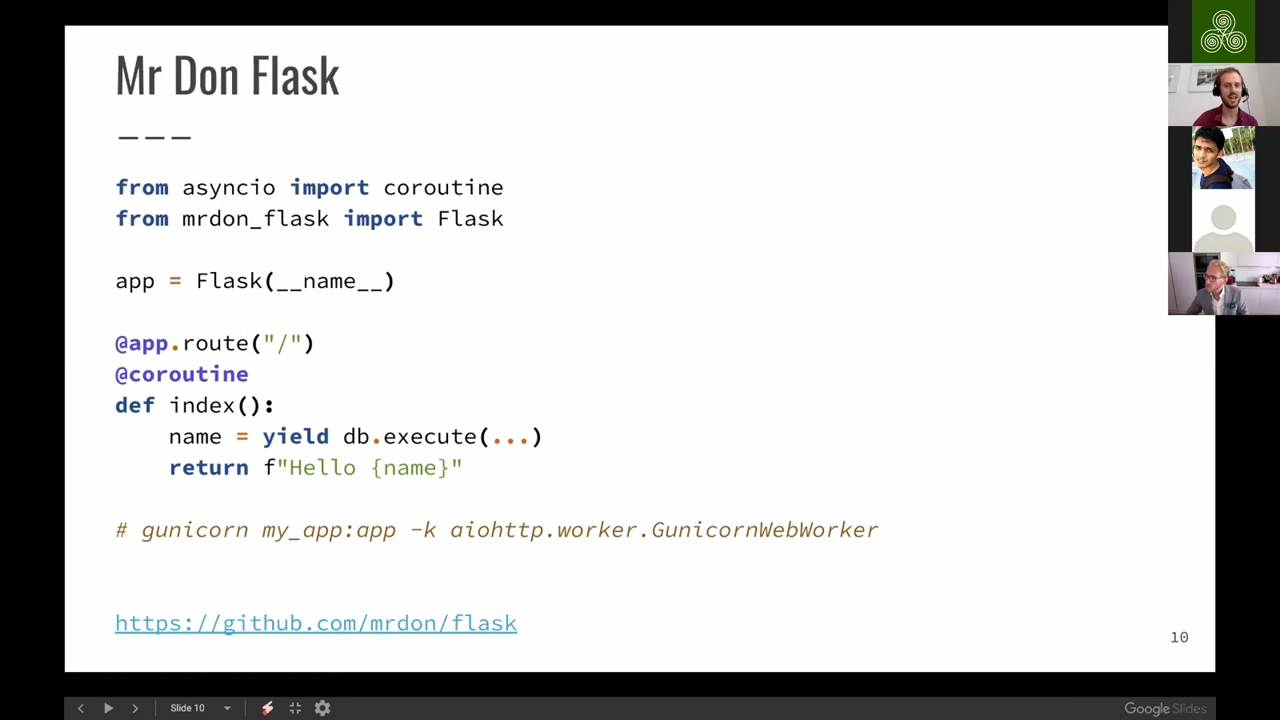 Mr Don Flask
from asyncio import coroutine
from mrdon_flask import Flask
app = Flask(__name__)
@app.route("/")
@coroutine
def index():
name = yield db.execute(...)
return f"Hello {name}"
# gunicorn my_app:app -k aiohttp.worker.GunicornWebWorker
https://github.com/mrdon/flask
10
Slide 10
Google Slides